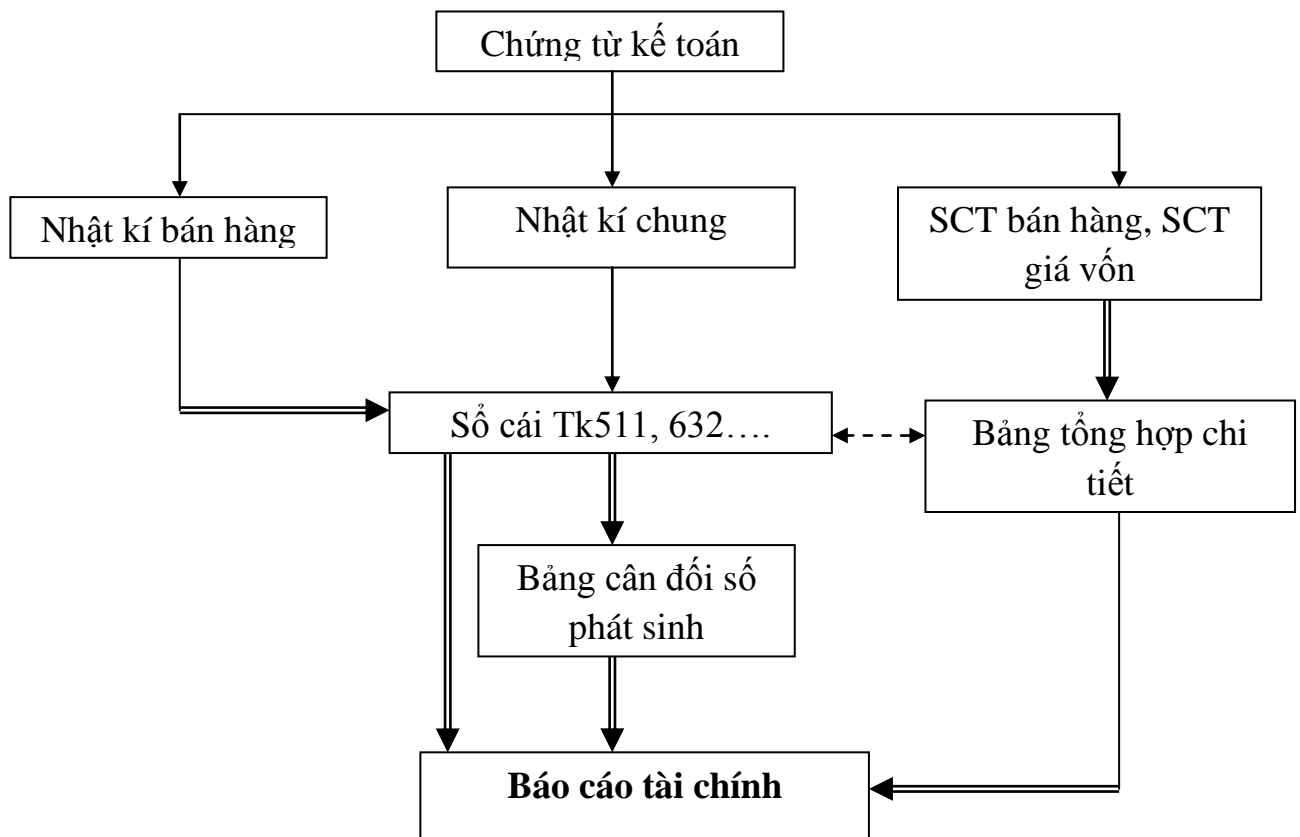 Chứng từ kế toán
Nhật kí bán hàng
Nhật kí chung
SCT bán hàng, SCT
giá vốn
Sổ cái Tk511, 632….
Bảng tổng hợp chi
tiết
Bảng cân đối số
phát sinh
Báo cáo tài chính